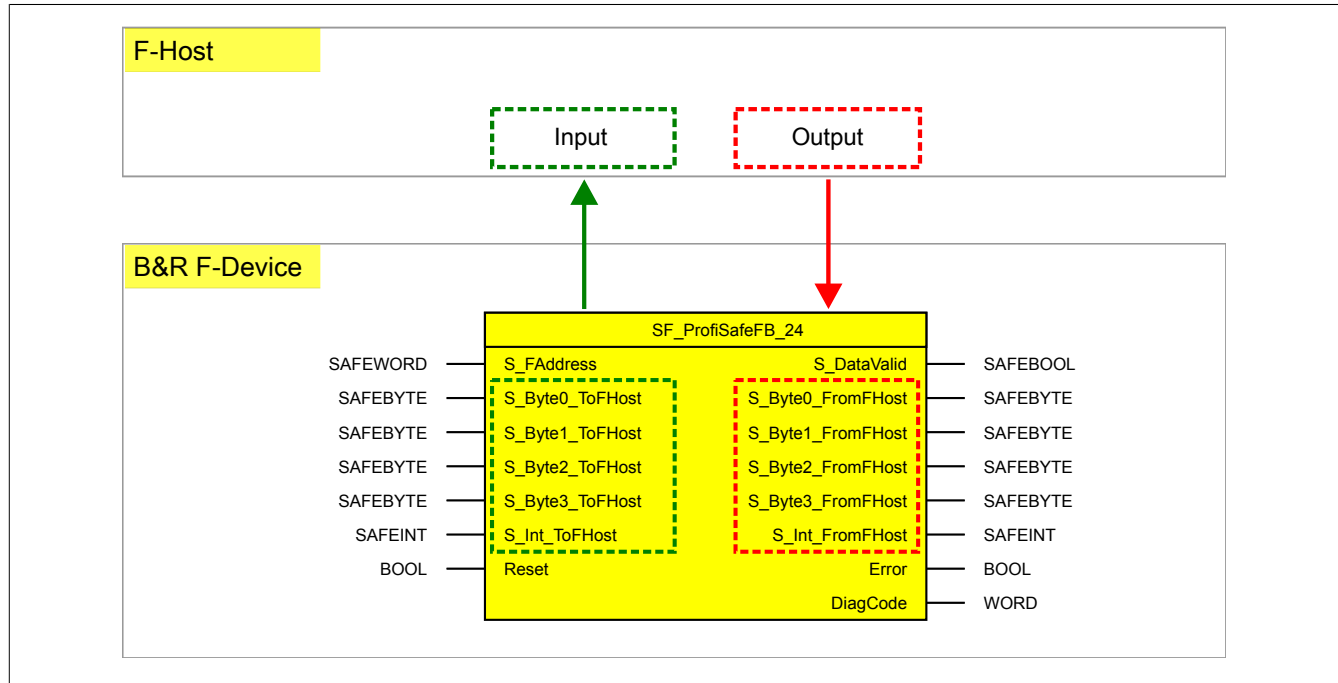 F-Host
Input Output
B&R F-Device
SF_ProfiSafeFB_24
SAFEWORD S_FAddress S_DataValid SAFEBOOL
SAFEBYTE S_Byte0_ToFHost S_Byte0_FromFHost SAFEBYTE
SAFEBYTE S_Byte1_ToFHost S_Byte1_FromFHost SAFEBYTE
SAFEBYTE S_Byte2_ToFHost S_Byte2_FromFHost SAFEBYTE
SAFEBYTE S_Byte3_ToFHost S_Byte3_FromFHost SAFEBYTE
SAFEINT S_Int_ToFHost S_Int_FromFHost SAFEINT
BOOL Reset Error BOOL
DiagCode WORD